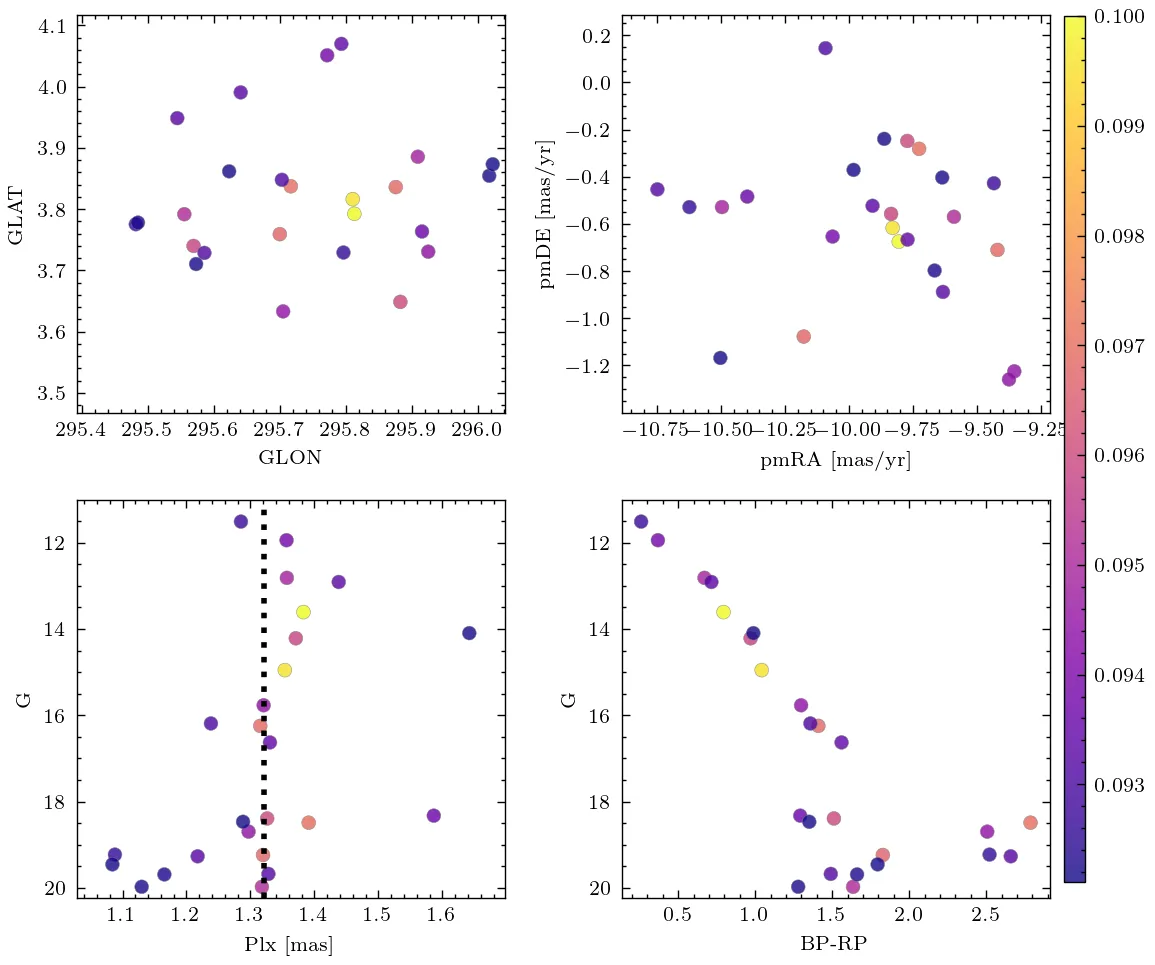 4.1
4.0
3.9
3.8
3.7
3.6
3.5
GLAT
295.4 295.5 295.6 295.7 295.8 295.9 296.0
GLON
0.2
0.0
−0.2
−0.4
−0.6
−0.8
−1.0
−1.2
pmDE [mas/yr]
−10.75 −10.50 −10.25 −10.00 −9.75 −9.50 −9.25
pmRA [mas/yr]
0.100
0.099
0.098
0.097
0.096
0.095
0.094
0.093
12
14
16
18
20
G
1.1 1.2 1.3 1.4 1.5 1.6
Plx [mas]
12
14
16
18
20
G
0.5 1.0 1.5 2.0 2.5
BP-RP